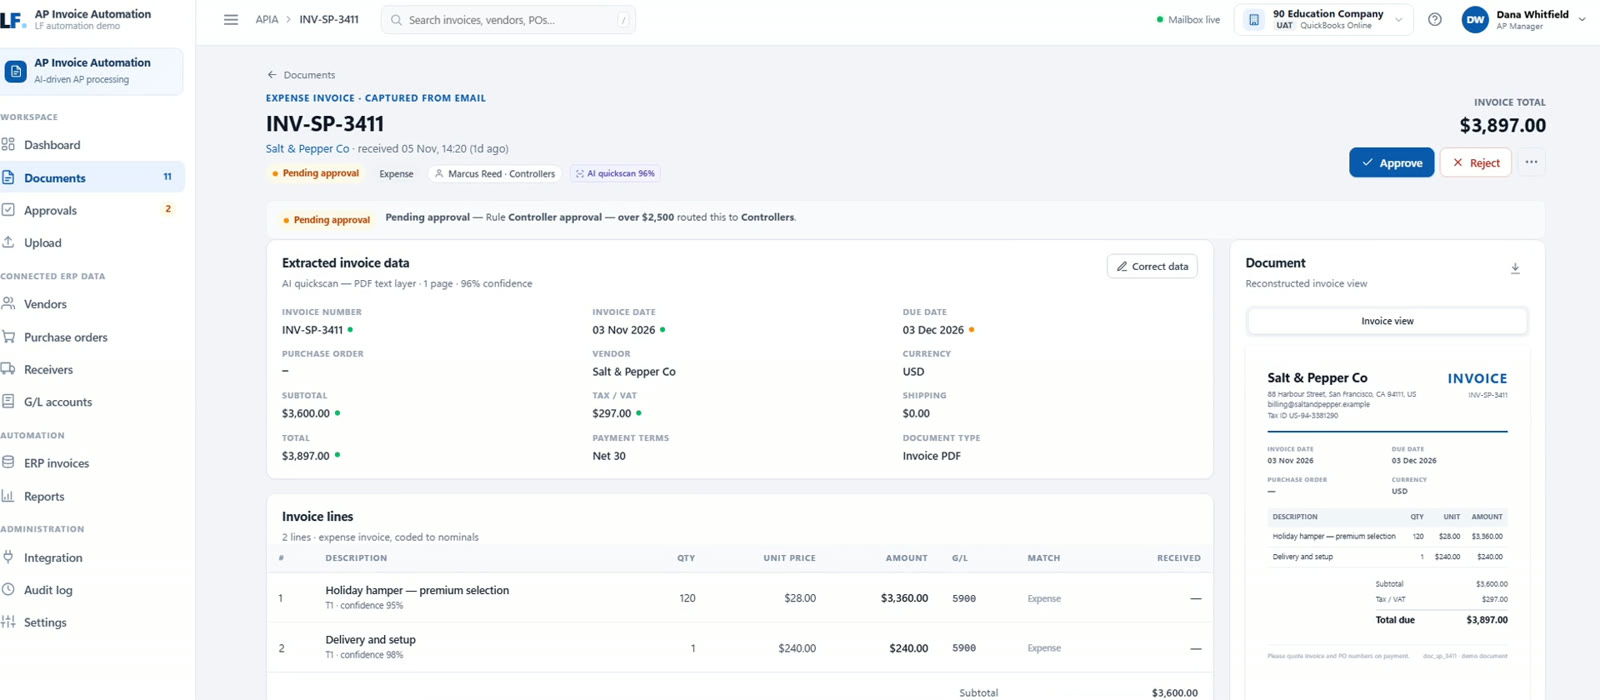 LF.
AP Invoice Automation
LF automation demo
APIA > INV-SP-3411
Search invoices, vendors, POs... /
Mailbox live
90 Education Company
UAT QuickBooks Online
DW
Dana Whitfield
AP Manager
AP Invoice Automation
AI-driven AP processing
WORKSPACE
Dashboard
Documents 11
Approvals 2
Upload
CONNECTED ERP DATA
Vendors
Purchase orders
Receivers
G/L accounts
AUTOMATION
ERP invoices
Reports
ADMINISTRATION
Integration
Audit log
Settings
← Documents
EXPENSE INVOICE · CAPTURED FROM EMAIL
INV-SP-3411
Salt & Pepper Co · received 05 Nov, 14:20 (1d ago)
Pending approval Expense Marcus Reed · Controllers AI quickscan 96%
INVOICE TOTAL
$3,897.00
Approve Reject ...
Pending approval Pending approval — Rule Controller approval — over $2,500 routed this to Controllers.
Extracted invoice data
AI quickscan — PDF text layer · 1 page · 96% confidence
Correct data
INVOICE NUMBER INVOICE DATE DUE DATE
INV-SP-3411 03 Nov 2026 03 Dec 2026
PURCHASE ORDER VENDOR CURRENCY
— Salt & Pepper Co USD
SUBTOTAL TAX / VAT SHIPPING
$3,600.00 $297.00 $0.00
TOTAL PAYMENT TERMS DOCUMENT TYPE
$3,897.00 Net 30 Invoice PDF
Invoice lines
2 lines · expense invoice, coded to nominals
# DESCRIPTION QTY UNIT PRICE AMOUNT G/L MATCH RECEIVED
1 Holiday hamper — premium selection 120 $28.00 $3,360.00 5900 Expense —
T1 · confidence 95%
2 Delivery and setup 1 $240.00 $240.00 5900 Expense —
T1 · confidence 98%
Subtotal $3,600.00
Document
Reconstructed invoice view
Invoice view
Salt & Pepper Co INVOICE
88 Harbour Street, San Francisco, CA 94111, US INV-SP-3411
billing@saltandpepper.example
Tax ID US-94-3381290
INVOICE DATE DUE DATE
03 Nov 2026 03 Dec 2026
PURCHASE ORDER CURRENCY
— USD
DESCRIPTION QTY UNIT AMOUNT
Holiday hamper — premium selection 120 $28.00 $3,360.00
Delivery and setup 1 $240.00 $240.00
Subtotal $3,600.00
Tax / VAT $297.00
Total due $3,897.00
Please quote invoice and PO numbers on payment. doc_sp_3411 · demo document